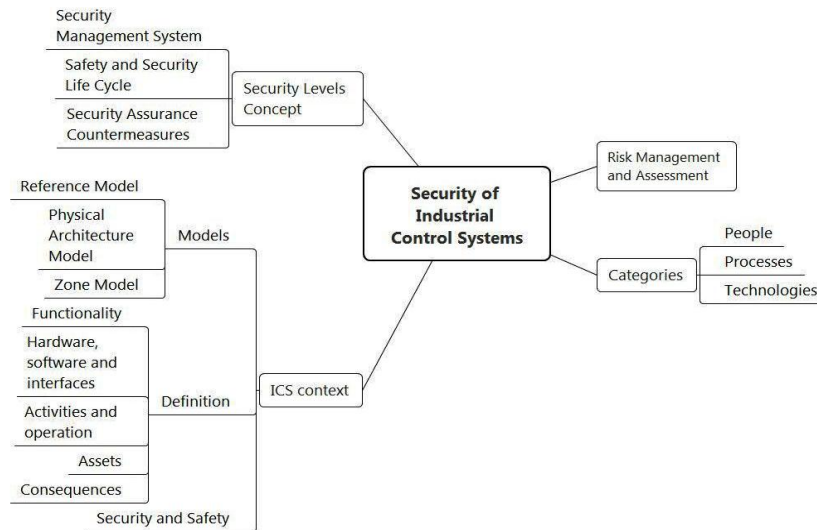 Security
Management System
Safety and Security
Life Cycle
Security Assurance
Countermeasures
Security Levels
Concept
Reference Model
Physical
Architecture
Model
Zone Model
Models
Functionality
Hardware,
software and
interfaces
Activities and
operation
Assets
Consequences
Definition
Security and Safety
ICS context
Security of
Industrial
Control Systems
Risk Management
and Assessment
Categories
People
Processes
Technologies